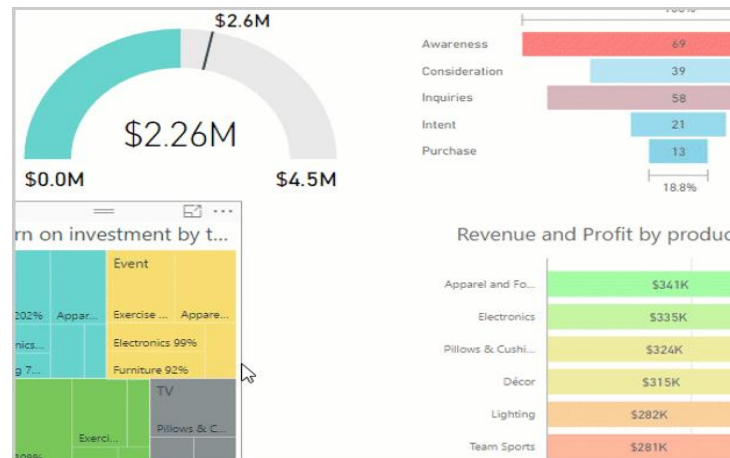 $2.6M
$2.26M
$0.0M
$4.5M
Awareness 69
Consideration 39
Inquiries 58
Intent 21
Purchase 13
18.8%
rn on investment by t...
Event
202% Appar... Exercise ... Appare...
nics... Electronics 99%
g 7... Furniture 92%
TV
Pillows & C...
Exerci...
Revenue and Profit by produc
Apparel and Fo... $341K
Electronics $335K
Pillows & Cushi... $324K
Décor $315K
Lighting $282K
Team Sports $281K